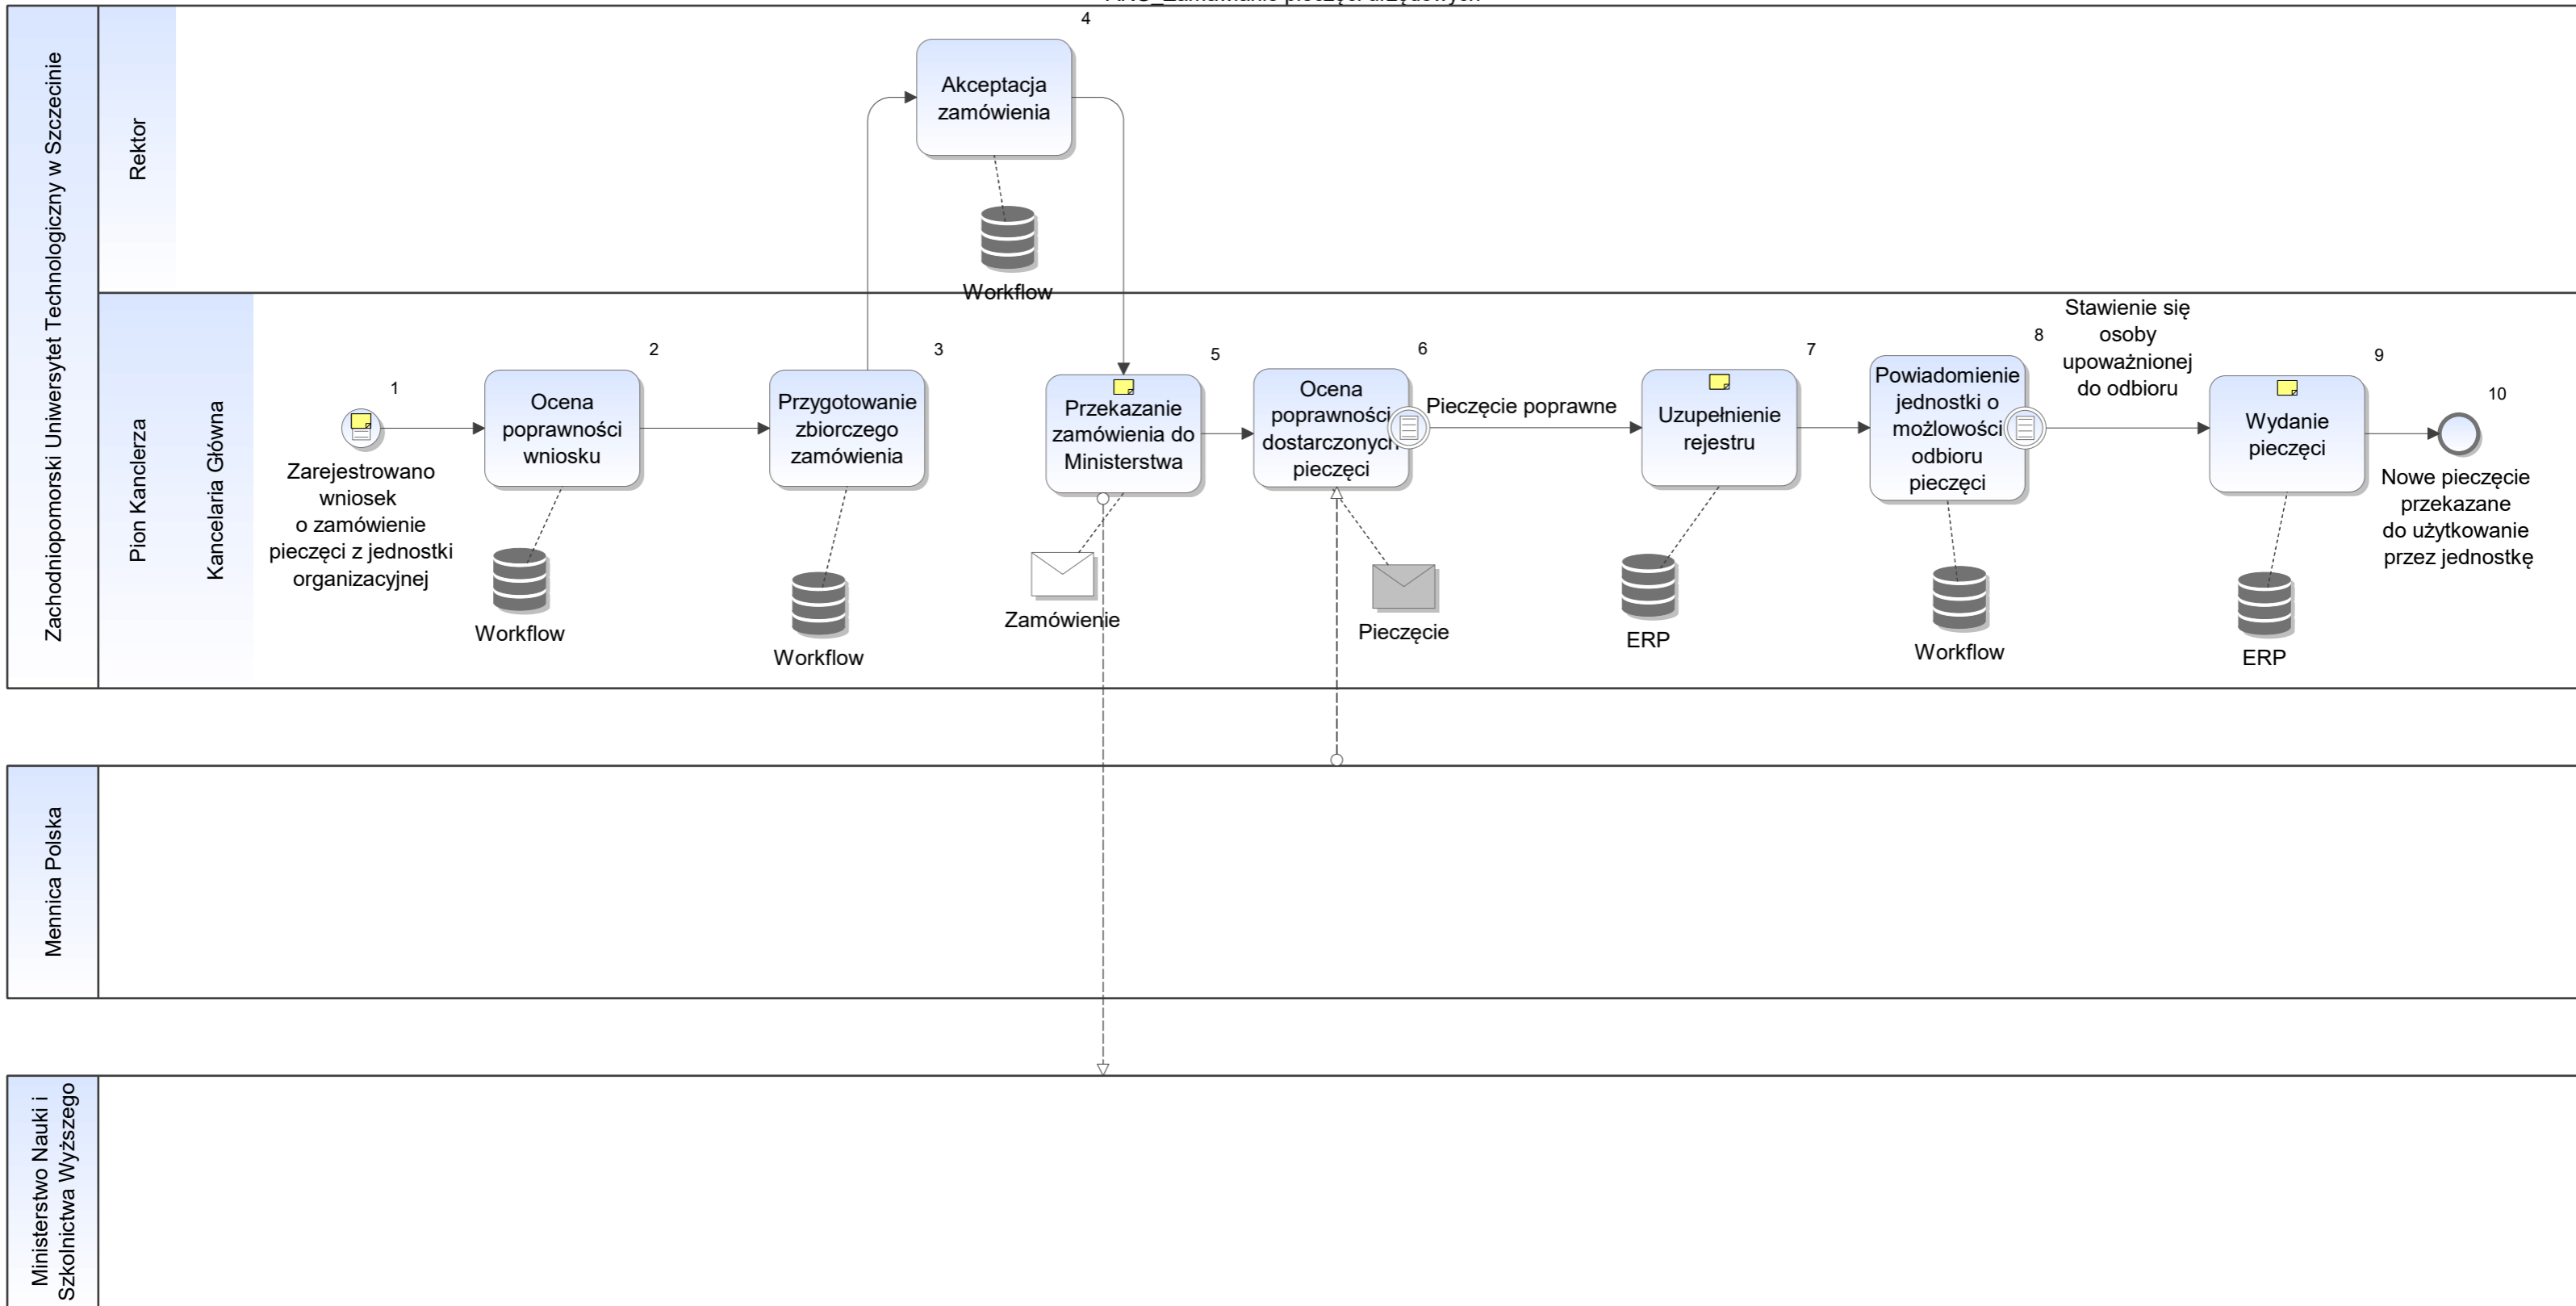 4
Akceptacja
zamówienia
Workflow
Zachodniopomorski Uniwersytet Technologiczny w Szczecinie
Rektor
Pion Kanclerza
Kancelaria Główna
1
Zarejestrowano
wniosek
o zamówienie
pieczęci z jednostki
organizacyjnej
2
Ocena
poprawności
wniosku
Workflow
3
Przygotowanie
zbiorczego
zamówienia
Workflow
5
Przekazanie
zamówienia do
Ministerstwa
Zamówienie
6
Ocena
poprawności
dostarczonych
pieczęci
Pieczęcie
Pieczęcie poprawne
7
Uzupełnienie
rejestru
ERP
8
Powiadomienie
jednostki o
możlowości
odbioru
pieczęci
Workflow
Stawienie się
osoby
upoważnionej
do odbioru
9
Wydanie
pieczęci
ERP
10
Nowe pieczęcie
przekazane
do użytkowanie
przez jednostkę
Mennica Polska
Ministerstwo Nauki i
Szkolnictwa Wyższego